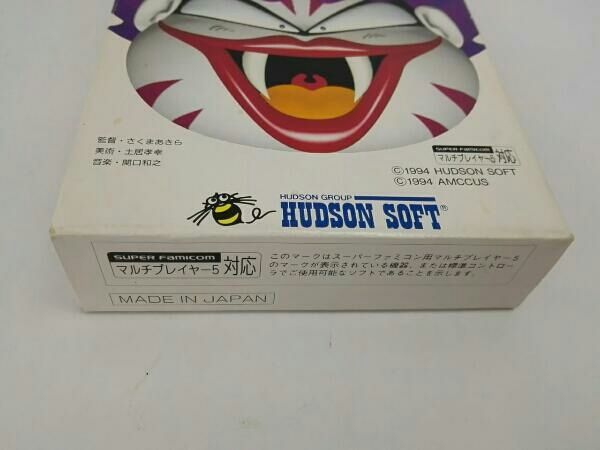 監督・さくまあきら
美術・土居孝幸
音楽・関口和之
SUPER FAMICOM
マルチプレイヤー5 対応
©1994 HUDSON SOFT
©1994 AMCCUS
HUDSON GROUP
HUDSON SOFT®
SUPER FAMICOM
マルチプレイヤー5 対応
このマークはスーパーファミコン用マルチプレイヤー5
のマークが表示されている機器、または標準コントロー
ラでご使用可能なソフトであることを示します。
MADE IN JAPAN